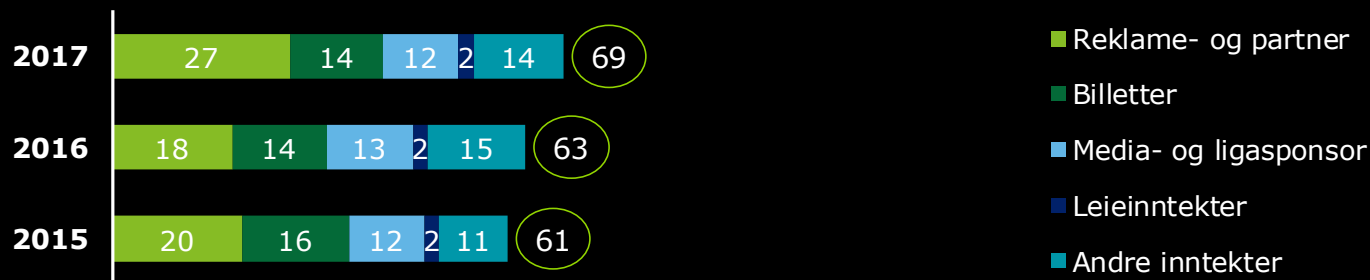 2017 27 14 12 2 14 69
2016 18 14 13 2 15 63
2015 20 16 12 2 11 61
Reklame- og partner
Billetter
Media- og ligasponsor
Leieinntekter
Andre inntekter